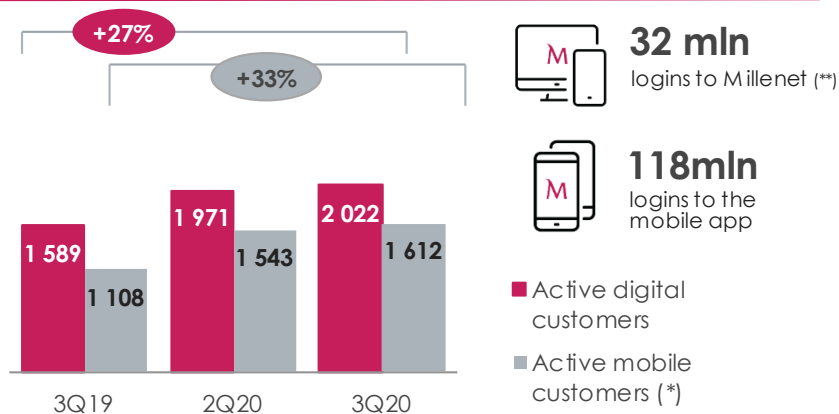 +27%
+33%
1 589
1 108
1 971
1 543
2 022
1 612
3Q19
2Q20
3Q20
M
32 mln
logins to Millenet (**)
M
118mln
logins to the
mobile app
Active digital
customers
Active mobile
customers (*)